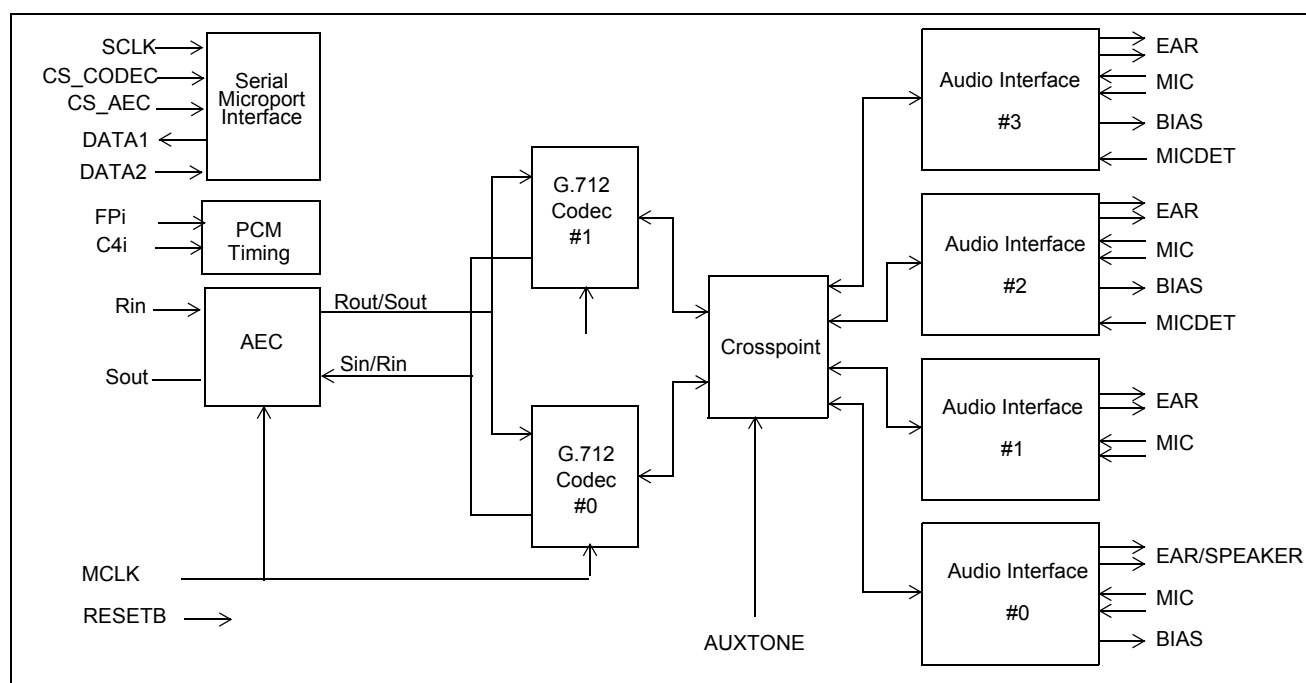 SCLK
CS_CODEC
CS_AEC
DATA1
DATA2
Serial
Microport
Interface
FPi
C4i
PCM
Timing
Rin
Sout
AEC
Rout/Sout
Sin/Rin
MCLK
RESETB
G.712
Codec
#1
G.712
Codec
#0
Crosspoint
AUXTONE
Audio Interface
#3
EAR
MIC
BIAS
MICDET
Audio Interface
#2
EAR
MIC
BIAS
MICDET
Audio Interface
#1
EAR
MIC
Audio Interface
#0
EAR/SPEAKER
MIC
BIAS